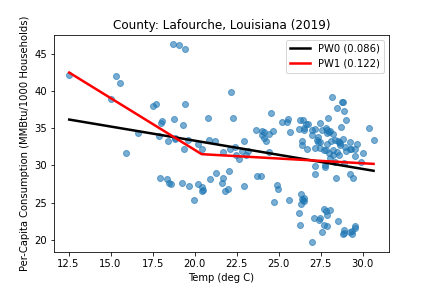 County: Lafourche, Louisiana (2019)
PW0 (0.086)
PW1 (0.122)
Per-Capita Consumption (MMBtu/1000 Households)
45
40
35
30
25
20
12.5 15.0 17.5 20.0 22.5 25.0 27.5 30.0
Temp (deg C)